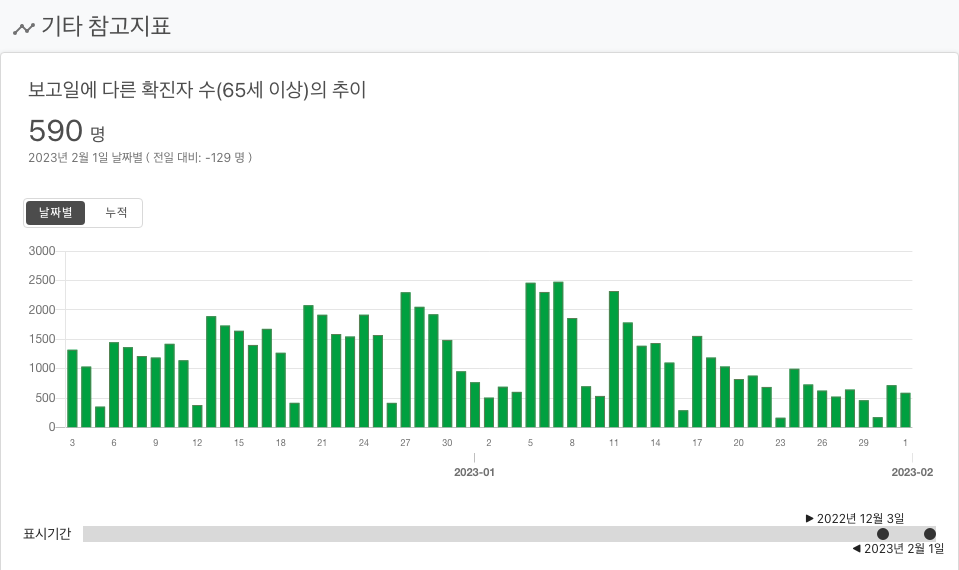 기타 참고지표
보고일에 다른 확진자 수(65세 이상)의 추이
590 명
2023년 2월 1일 날짜별 ( 전일 대비: -129 명 )
날짜별 누적
3000
2500
2000
1500
1000
500
0
3 6 9 12 15 18 21 24 27 30 2 5 8 11 14 17 20 23 26 29 1
2023-01 2023-02
▶ 2022년 12월 3일
표시기간
◀ 2023년 2월 1일